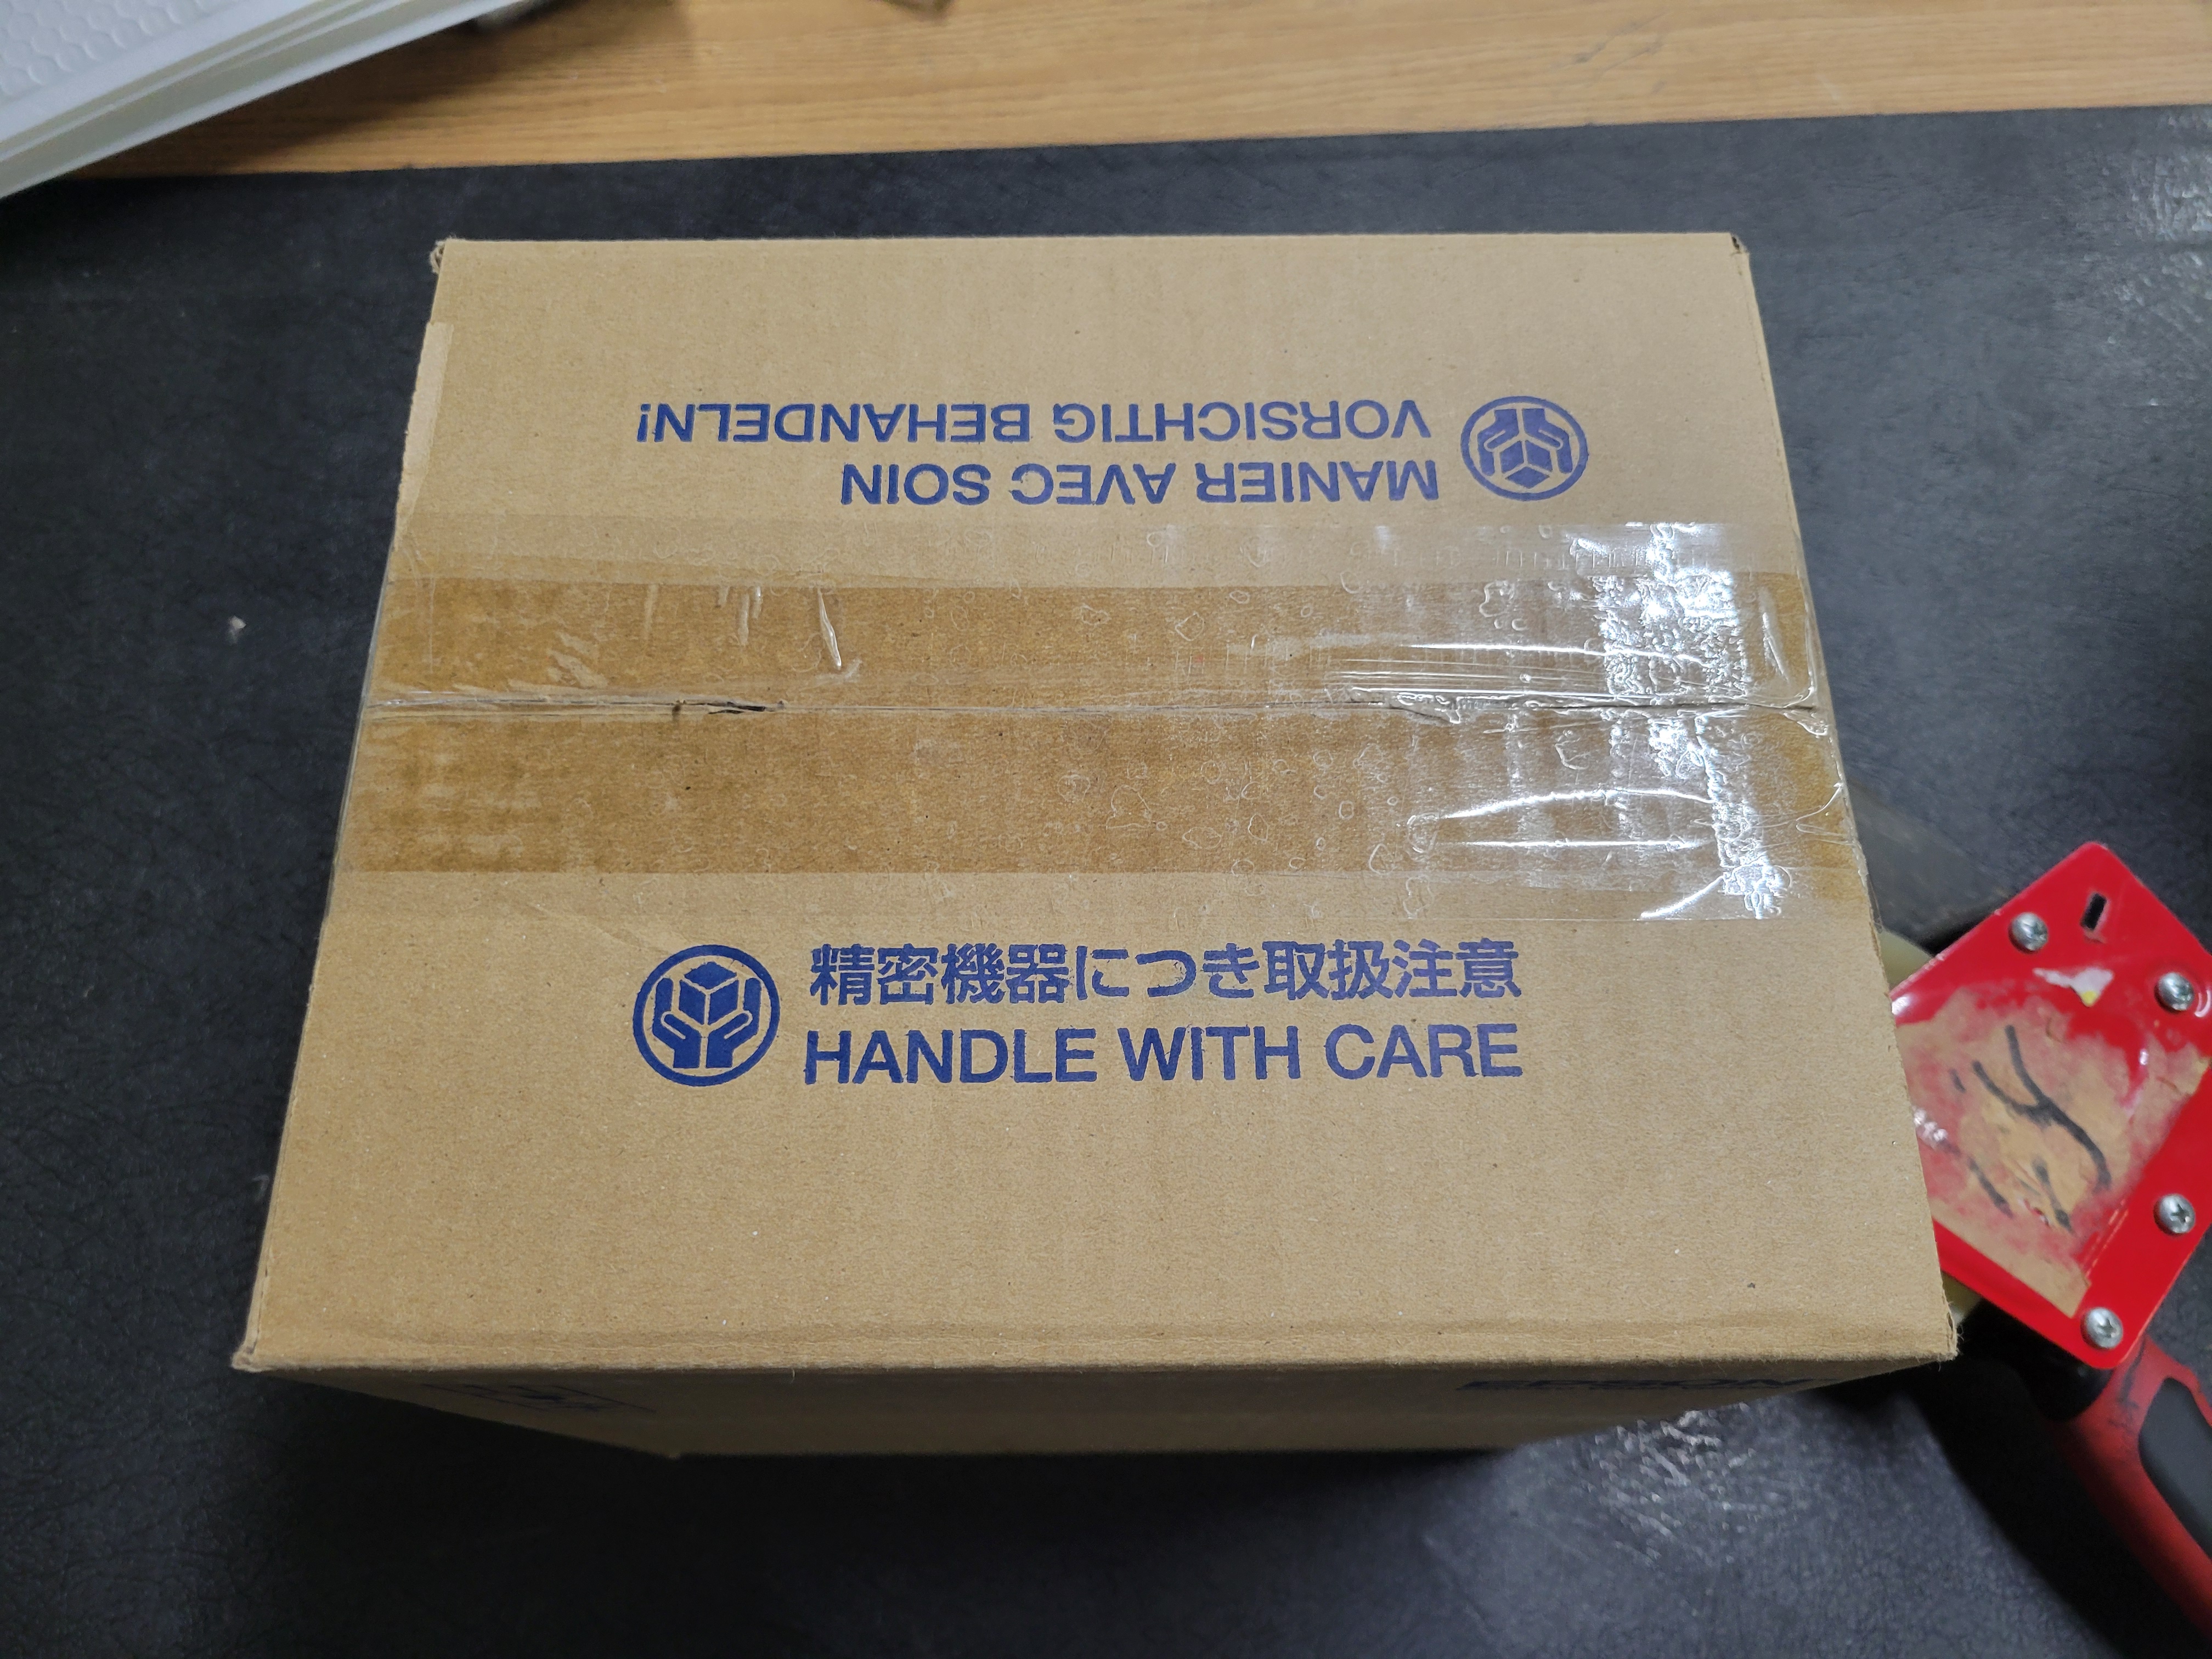 VORSICHTIG BEHANDELN!
MANIER AVEC SOIN
精密機器につき取扱注意
HANDLE WITH CARE